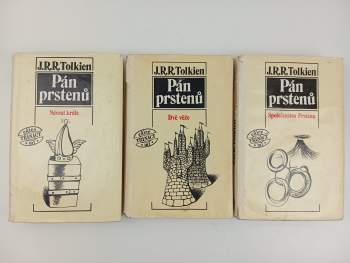 J.R.R.Tolkien
Pán
prstenů
Návrat krále
J.R.R.Tolkien
Pán
prstenů
Dvě věže
J.R.R.Tolkien
Pán
prstenů
Společenstvo Prstenu